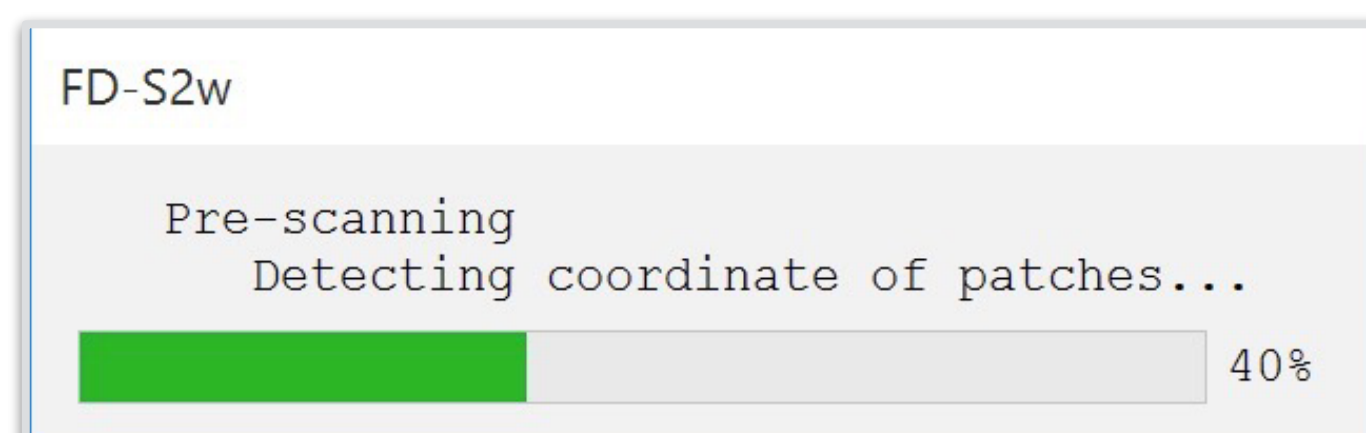 FD-S2w
Pre-scanning
Detecting coordinate of patches...
40%